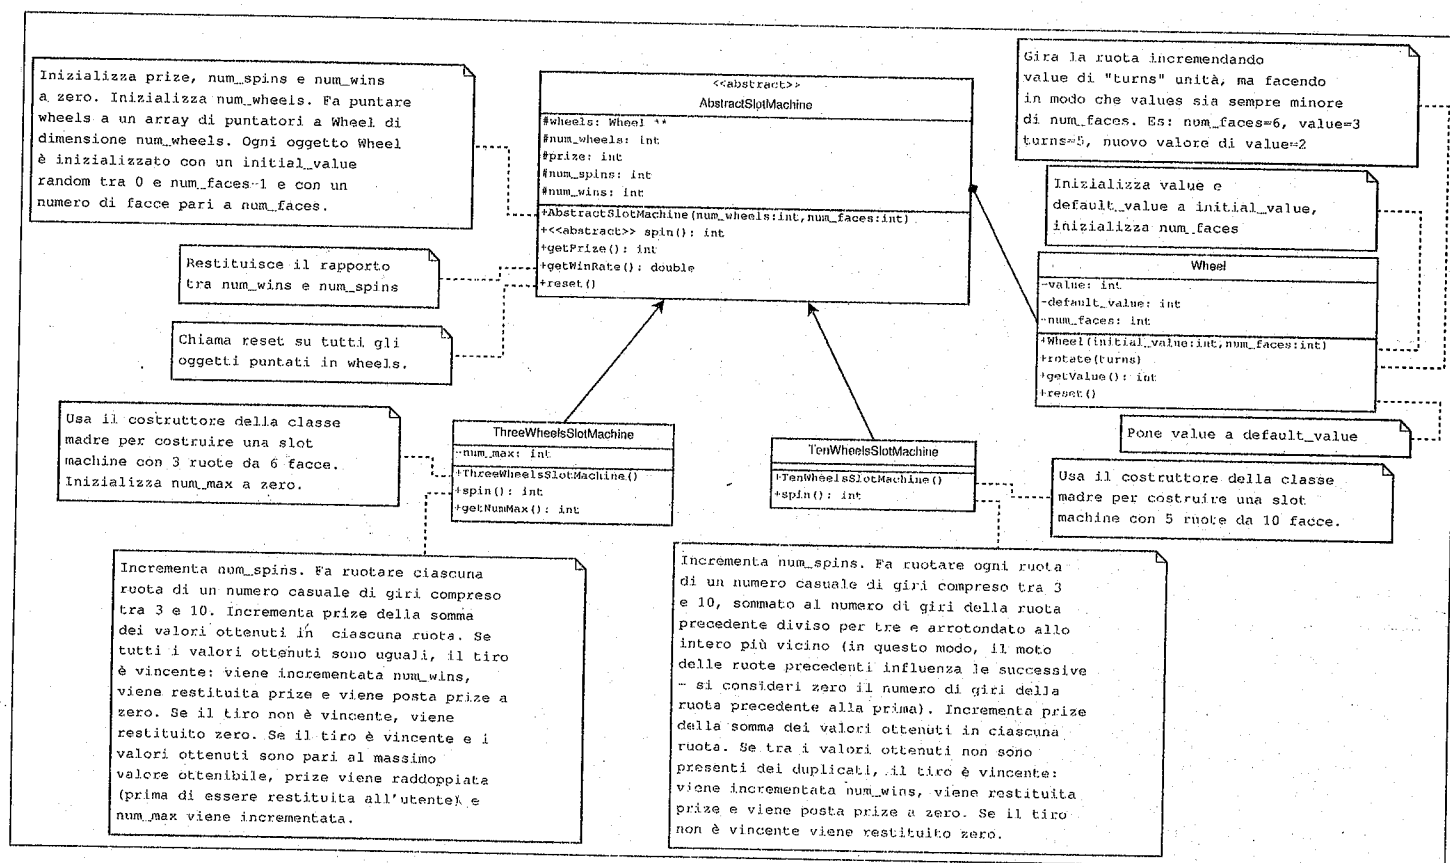 Inizializza prize, num_spins e num_wins
a zero. Inizializza num_wheels. Fa puntare
wheels a un array di puntatori a Wheel di
dimensione num_wheels. Ogni oggetto Wheel
è inizializzato con un initial_value
random tra 0 e num_faces-1 e con un
numero di facce pari a num_faces.
Restituisce il rapporto
tra num_wins e num_spins
Chiama reset su tutti gli
oggetti puntati in wheels.
<<abstract>>
AbstractSlotMachine
#wheels: Wheel **
#num_wheels: int
#prize: int
#num_spins: int
#num_wins: int
+AbstractSlotMachine(num_wheels:int,num_faces:int)
+<<abstract>> spin(): int
+getPrize(): int
+getWinRate(): double
+reset()
Gira la ruota incremendando
value di "turns" unità, ma facendo
in modo che values sia sempre minore
di num_faces. Es: num_faces=6, value=3
turns=5, nuovo valore di value=2
Inizializza value e
default_value a initial_value,
inizializza num_faces
Wheel
-value: int
-default_value: int
-num_faces: int
+Wheel(initial_value:int,num_faces:int)
+rotate(turns)
+getValue(): int
+reset()
Pone value a default_value
Usa il costruttore della classe
madre per costruire una slot
machine con 3 ruote da 6 facce.
Inizializza num_max a zero.
ThreeWheelsSlotMachine
-num_max: int
+ThreeWheelsSlotMachine()
+spin(): int
+getNumMax(): int
TenWheelsSlotMachine
+TenWheelsSlotMachine()
+spin(): int
Usa il costruttore della classe
madre per costruire una slot
machine con 5 ruote da 10 facce.
Incrementa num_spins. Fa ruotare ciascuna
ruota di un numero casuale di giri compreso
tra 3 e 10. Incrementa prize della somma
dei valori ottenuti in ciascuna ruota. Se
tutti i valori ottenuti sono uguali, il tiro
è vincente: viene incrementata num_wins,
viene restituita prize e viene posta prize a
zero. Se il tiro non è vincente, viene
restituito zero. Se il tiro è vincente e i
valori ottenuti sono pari al massimo
valore ottenibile, prize viene raddoppiata
(prima di essere restituita all'utente) e
num_max viene incrementata.
Incrementa num_spins. Fa ruotare ogni ruota
di un numero casuale di giri compreso tra 3
e 10, sommato al numero di giri della ruota
precedente diviso per tre e arrotondato allo
intero più vicino (in questo modo, il moto
delle ruote precedenti influenza le successive
- si consideri zero il numero di giri della
ruota precedente alla prima). Incrementa prize
della somma dei valori ottenuti in ciascuna
ruota. Se tra i valori ottenuti non sono
presenti dei duplicati, il tiro è vincente:
viene incrementata num_wins, viene restituita
prize e viene posta prize a zero. Se il tiro
non è vincente viene restituito zero.